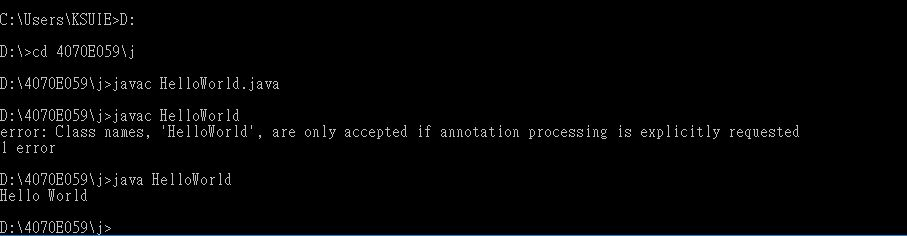 C:\Users\KSUIE>D:
D:\>cd 4070E059\j
D:\4070E059\j>javac HelloWorld.java
D:\4070E059\j>javac HelloWorld
error: Class names, 'HelloWorld', are only accepted if annotation processing is explicitly requested
1 error
D:\4070E059\j>java HelloWorld
Hello World
D:\4070E059\j>